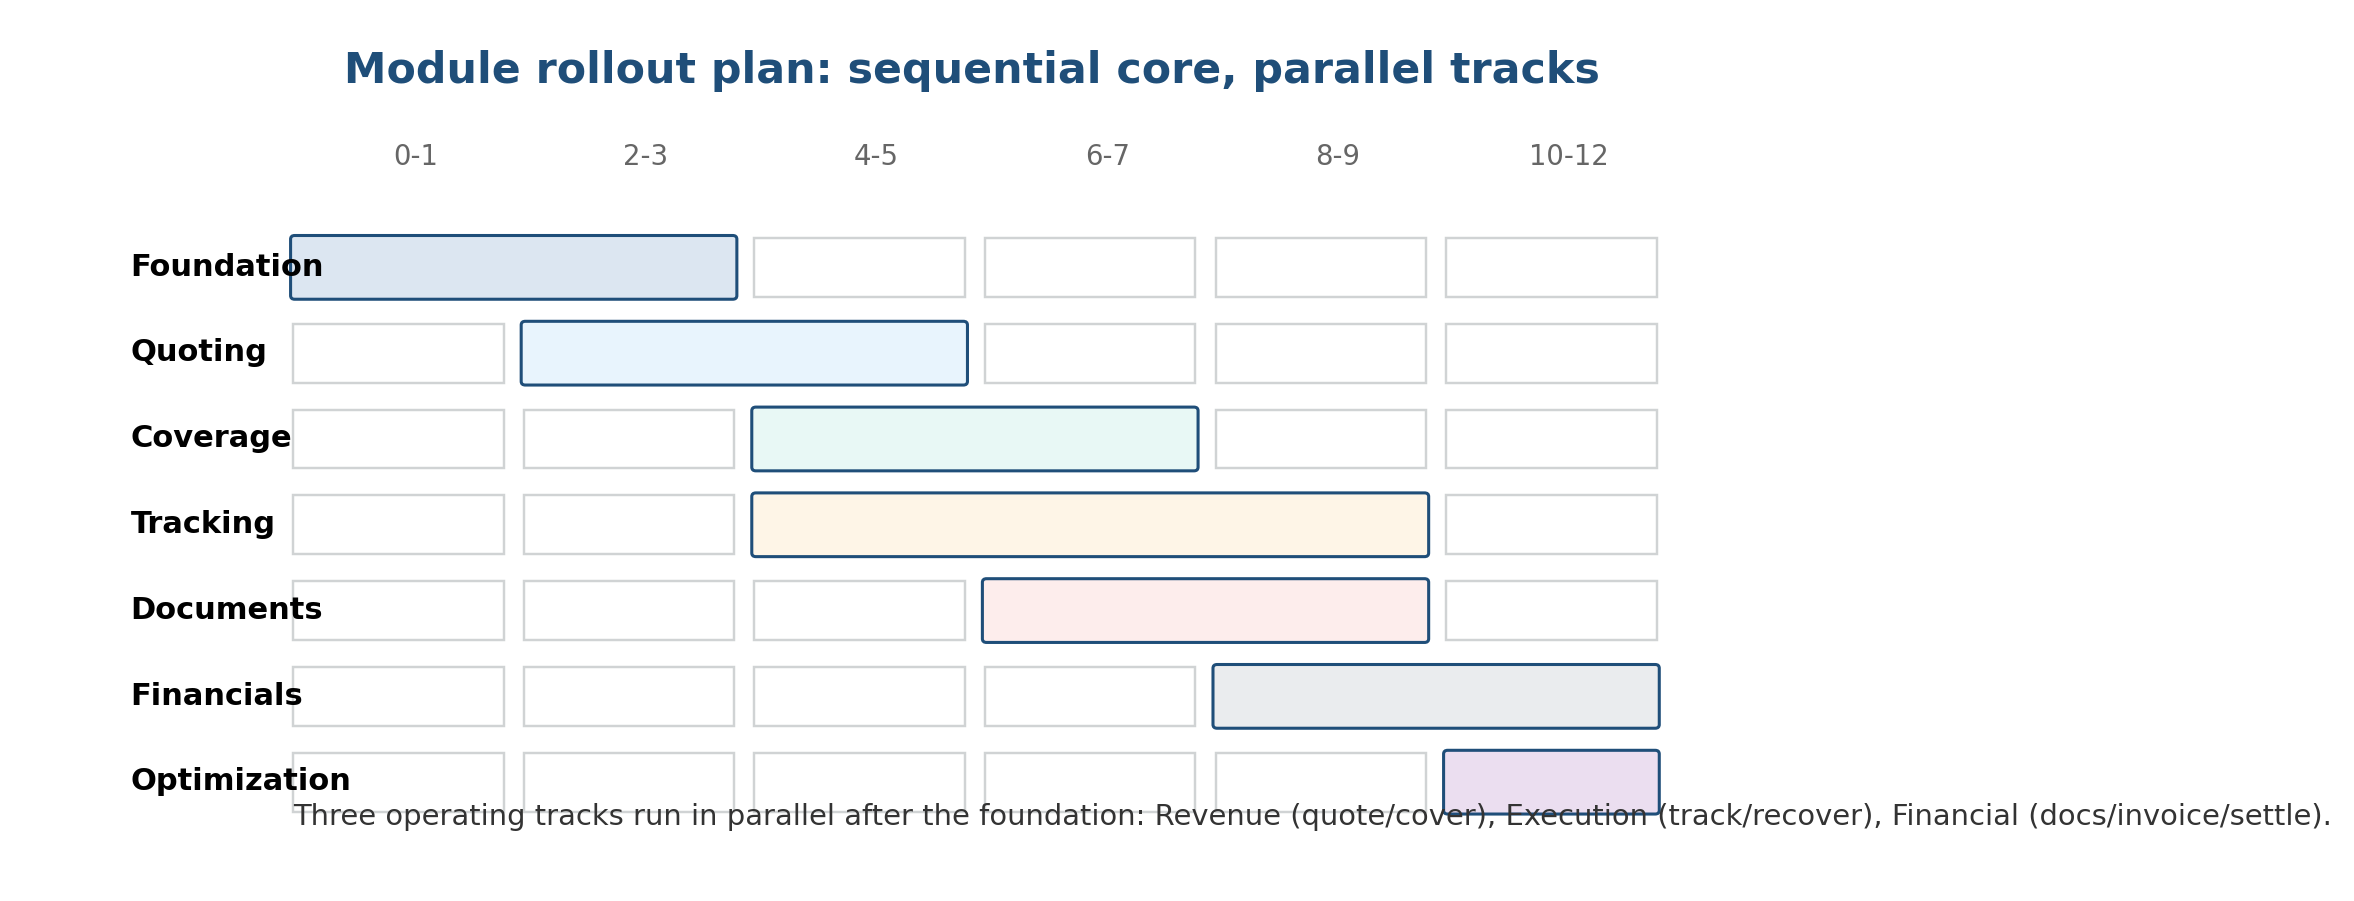 Module rollout plan: sequential core, parallel tracks
0-1 2-3 4-5 6-7 8-9 10-12
Foundation
Quoting
Coverage
Tracking
Documents
Financials
Optimization
Three operating tracks run in parallel after the foundation: Revenue (quote/cover), Execution (track/recover), Financial (docs/invoice/settle).